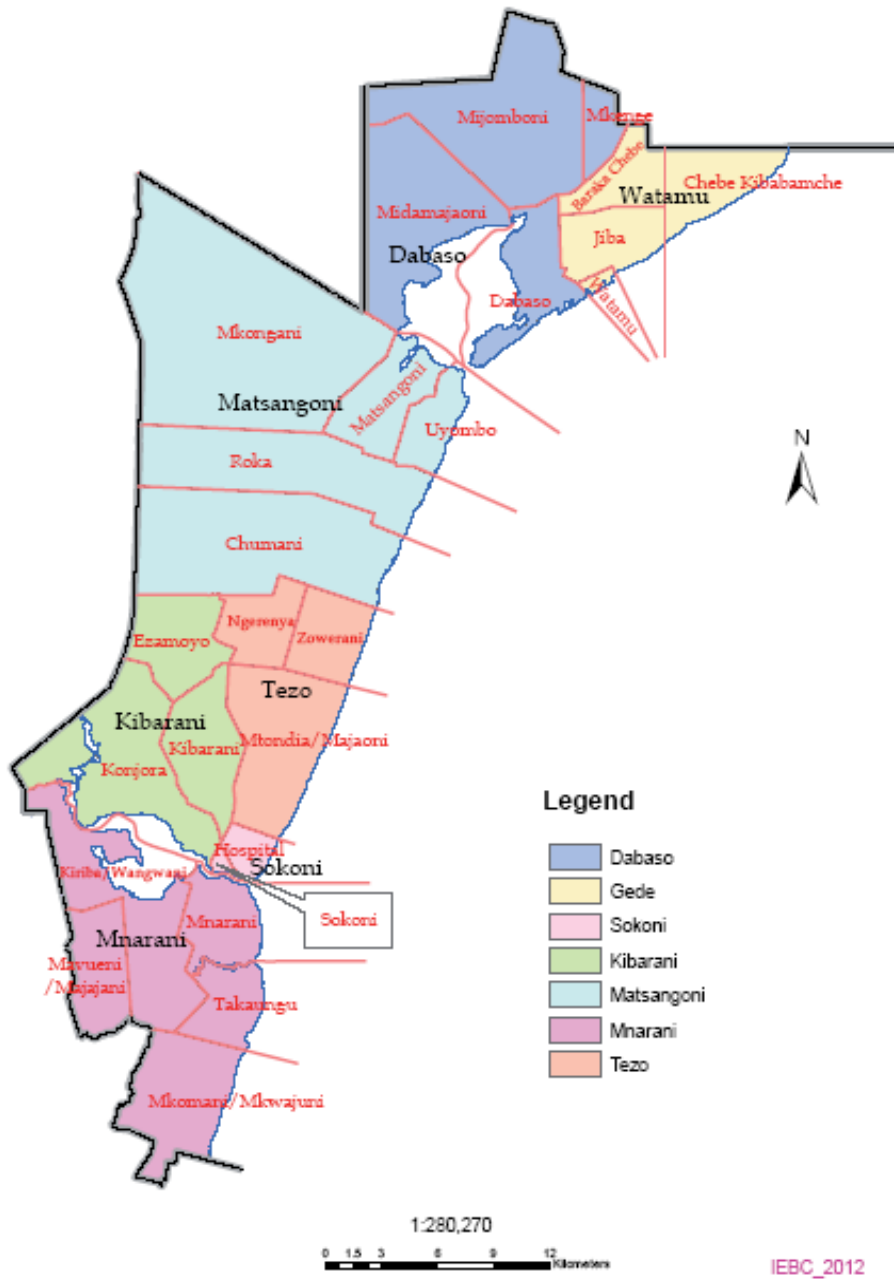 Mijomboni
Mkenge
Baraka Chebe
Chebe Kibabamche
Watamu
Midamajaoni
Jiba
Dabaso
Dabaso
Watamu
Mkongani
Matsangoni
Matsangoni
Uyombo
Roka
N
Chumani
Ngerenya
Ezamoyo
Zowerani
Tezo
Kibarani
Kibarani
Mtondia/Majaoni
Konjora
Hospital
Sokoni
Kiriba/Wangwani
Sokoni
Mnarani
Mnarani
Mavueni
/Majajani
Takaungu
Mkomani/Mkwajuni
Legend
Dabaso
Gede
Sokoni
Kibarani
Matsangoni
Mnarani
Tezo
1:280,270
0 1.5 3 6 9 12
Kilometers
IEBC_2012